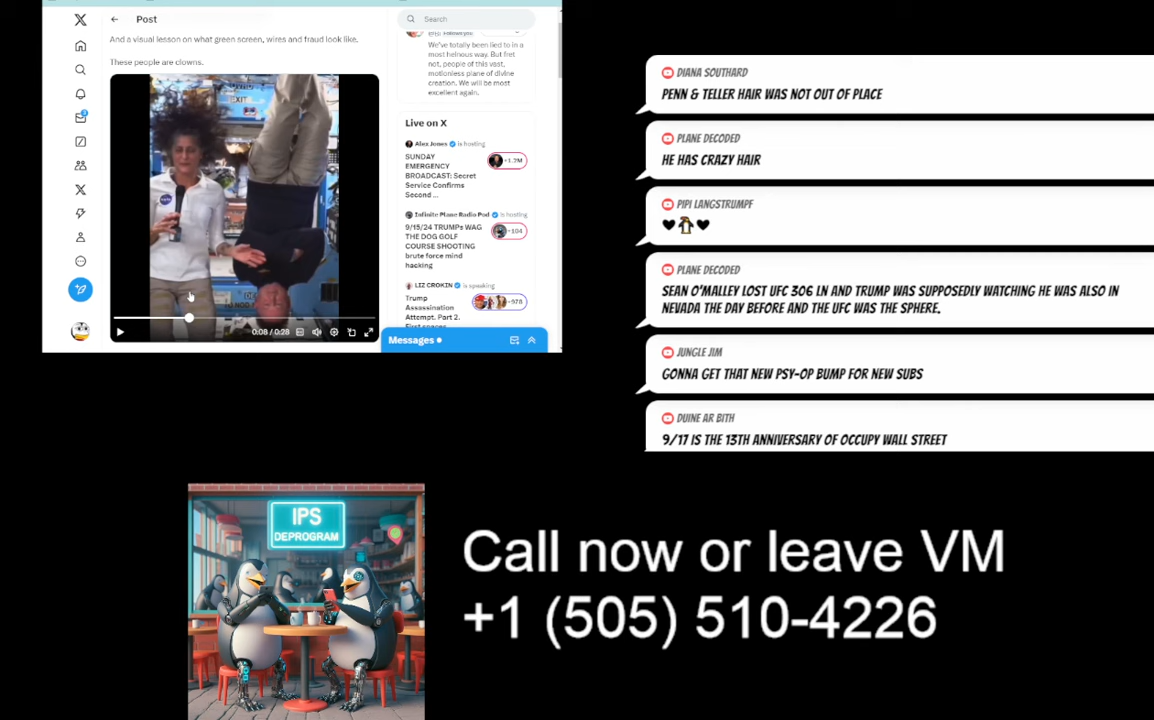 Post
And a visual lesson on what green screen, wires and fraud look like.
These people are clowns.
0:08 / 0:28
Search
We've totally been lied to in a
most heinous way. But fret
not, people of this vast,
motionless plane of divine
creation. We will be most
excellent again.
Live on X
Alex Jones is hosting
SUNDAY
EMERGENCY
BROADCAST: Secret
Service Confirms
Second ...
+1.2M
Infinite Plane Radio Pod is hosting
9/15/24 TRUMPs WAG
THE DOG GOLF
COURSE SHOOTING
brute force mind
hacking
+104
LIZ CROKIN is speaking
Trump
Assassination
Attempt. Part 2.
First spaces
+978
Messages
DIANA SOUTHARD
PENN & TELLER HAIR WAS NOT OUT OF PLACE
PLANE DECODED
HE HAS CRAZY HAIR
PIPI LANGSTRUMPF
PLANE DECODED
SEAN O'MALLEY LOST UFC 306 LN AND TRUMP WAS SUPPOSEDLY WATCHING HE WAS ALSO IN
NEVADA THE DAY BEFORE AND THE UFC WAS THE SPHERE.
JUNGLE JIM
GONNA GET THAT NEW PSY-OP BUMP FOR NEW SUBS
DUINE AR BITH
9/17 IS THE 13TH ANNIVERSARY OF OCCUPY WALL STREET
IPS
DEPROGRAM
Call now or leave VM
+1 (505) 510-4226